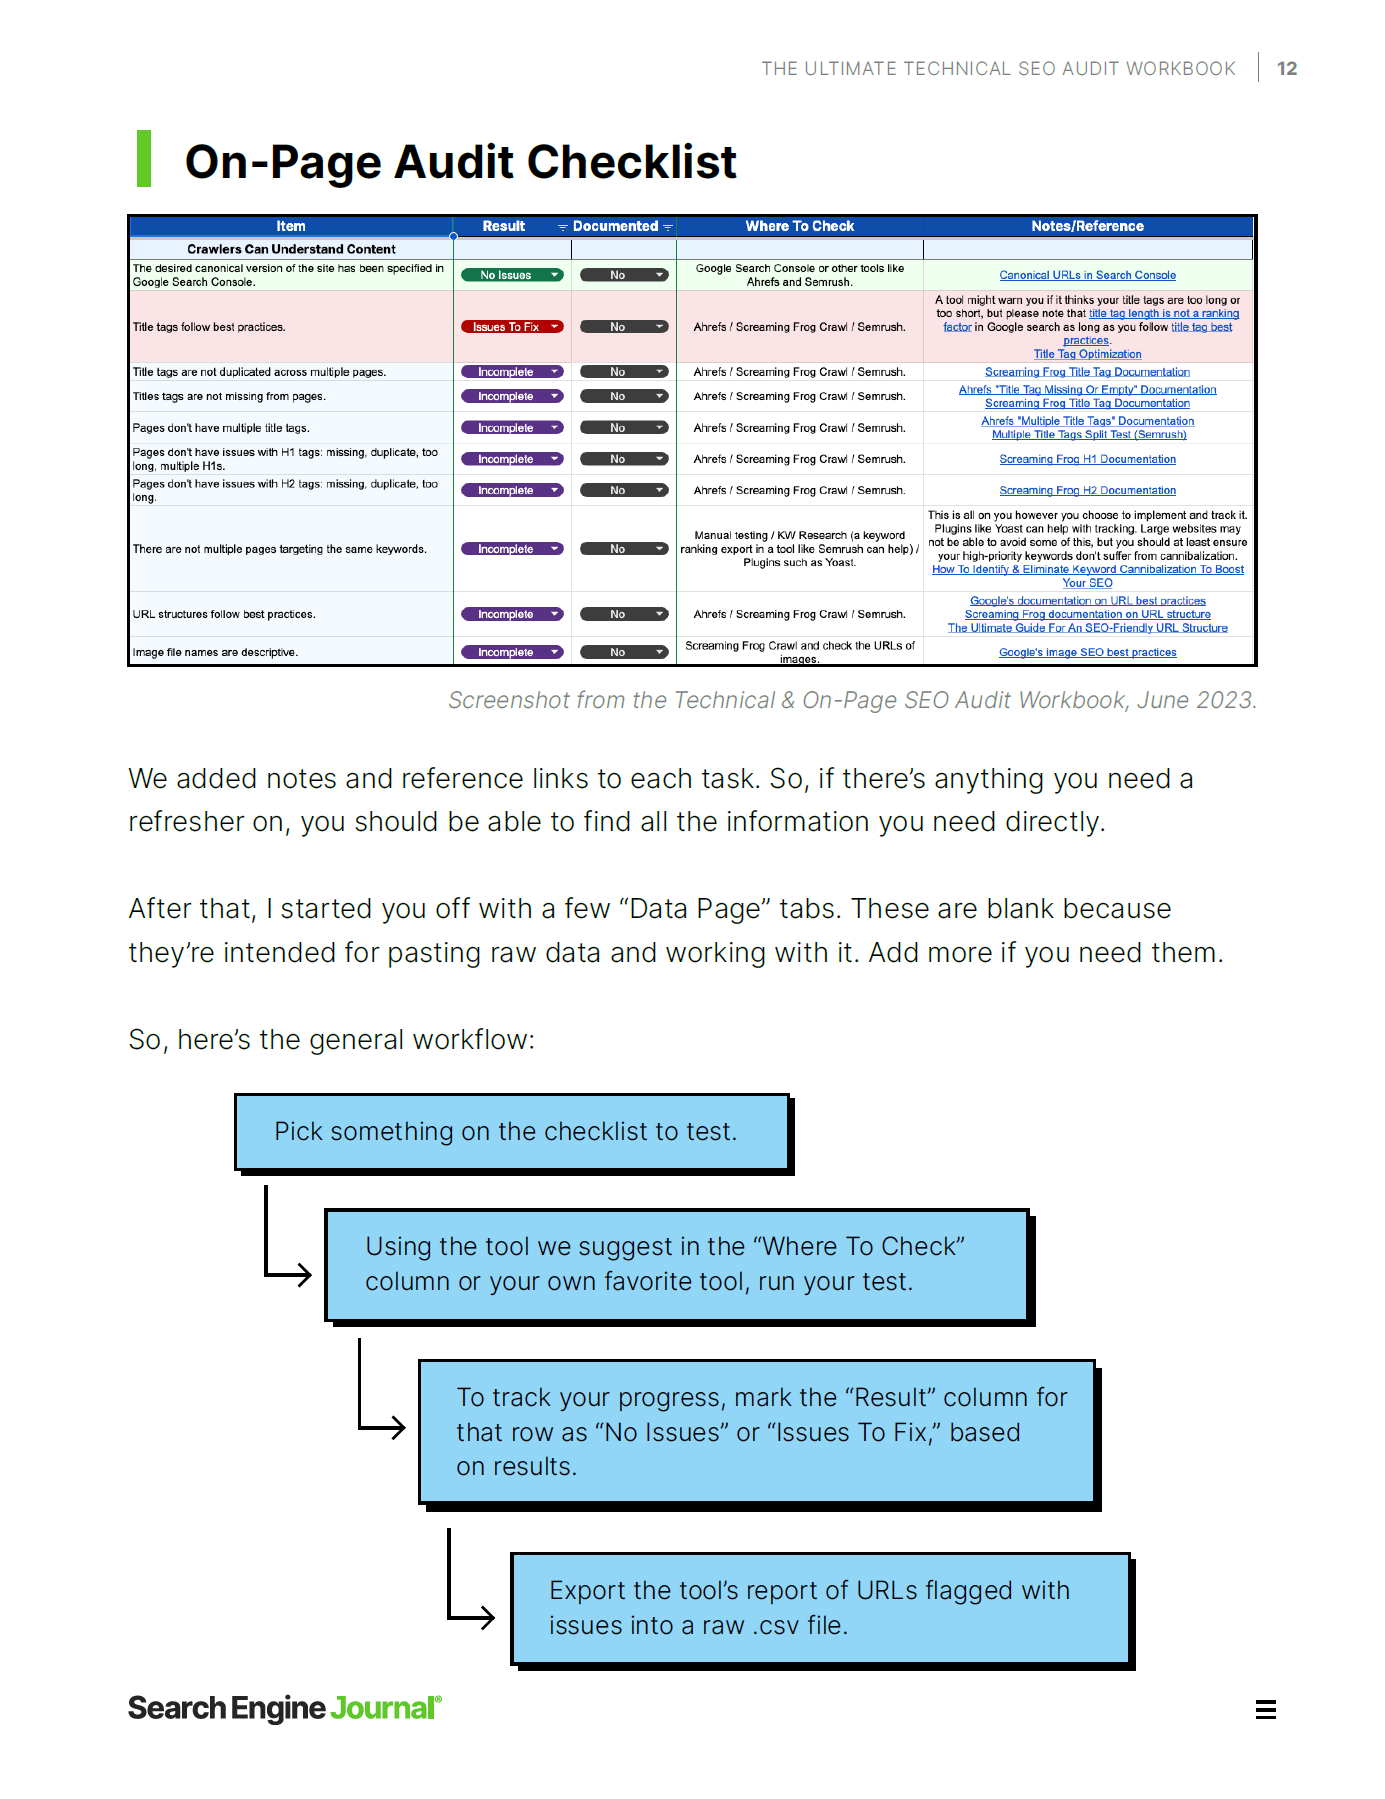 THE ULTIMATE TECHNICAL SEO AUDIT WORKBOOK 12
On-Page Audit Checklist
Item Result Documented Where To Check Notes/Reference
Crawlers Can Understand Content
The desired canonical version of the site has been specified in
Google Search Console.
No Issues No
Google Search Console or other tools like
Ahrefs and Semrush.
Canonical URLs in Search Console
Title tags follow best practices.
Issues To Fix No
Ahrefs / Screaming Frog Crawl / Semrush.
A tool might warn you if it thinks your title tags are too long or
too short, but please note that title tag length is not a ranking
factor in Google search as long as you follow title tag best
practices.
Title Tag Optimization
Title tags are not duplicated across multiple pages. Incomplete No Ahrefs / Screaming Frog Crawl / Semrush. Screaming Frog Title Tag Documentation
Titles tags are not missing from pages. Incomplete No Ahrefs / Screaming Frog Crawl / Semrush.
Ahrefs "Title Tag Missing Or Empty" Documentation
Screaming Frog Title Tag Documentation
Pages don't have multiple title tags. Incomplete No Ahrefs / Screaming Frog Crawl / Semrush.
Ahrefs "Multiple Title Tags" Documentation
Multiple Title Tags Split Test (Semrush)
Pages don't have issues with H1 tags: missing, duplicate, too
long, multiple H1s.
Incomplete No Ahrefs / Screaming Frog Crawl / Semrush. Screaming Frog H1 Documentation
Pages don't have issues with H2 tags: missing, duplicate, too
long.
Incomplete No Ahrefs / Screaming Frog Crawl / Semrush. Screaming Frog H2 Documentation
There are not multiple pages targeting the same keywords. Incomplete No
Manual testing / KW Research (a keyword
ranking export in a tool like Semrush can help) /
Plugins such as Yoast.
This is all on you however you choose to implement and track it.
Plugins like Yoast can help with tracking. Large websites may
not be able to avoid some of this, but you should at least ensure
your high-priority keywords don't suffer from cannibalization.
How To Identify & Eliminate Keyword Cannibalization To Boost
Your SEO
URL structures follow best practices. Incomplete No Ahrefs / Screaming Frog Crawl / Semrush.
Google's documentation on URL best practices
Screaming Frog documentation on URL structure
The Ultimate Guide For An SEO-Friendly URL Structure
Image file names are descriptive. Incomplete No
Screaming Frog Crawl and check the URLs of
images.
Google's image SEO best practices
Screenshot from the Technical & On-Page SEO Audit Workbook, June 2023.
We added notes and reference links to each task. So, if there’s anything you need a
refresher on, you should be able to find all the information you need directly.
After that, I started you off with a few “Data Page” tabs. These are blank because
they’re intended for pasting raw data and working with it. Add more if you need them.
So, here’s the general workflow:
Pick something on the checklist to test.
Using the tool we suggest in the “Where To Check”
column or your own favorite tool, run your test.
To track your progress, mark the “Result” column for
that row as “No Issues” or “Issues To Fix,” based
on results.
Export the tool’s report of URLs flagged with
issues into a raw .csv file.
Search Engine Journal®